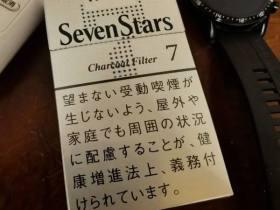 Seven Stars
Charcoal Filter 7
望まない受動喫煙が
生じないよう、屋外や
家庭でも周囲の状況
に配慮することが、健
康増進法上、義務付
けられています。